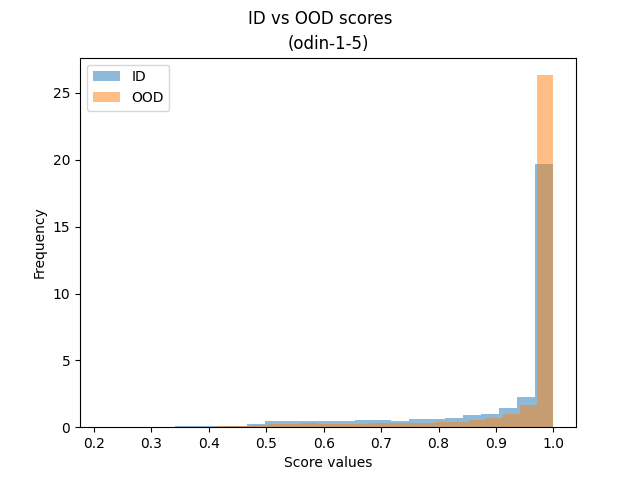 ID vs OOD scores
(odin-1-5)
ID
OOD
25
20
15
10
5
0
Frequency
0.2 0.3 0.4 0.5 0.6 0.7 0.8 0.9 1.0
Score values